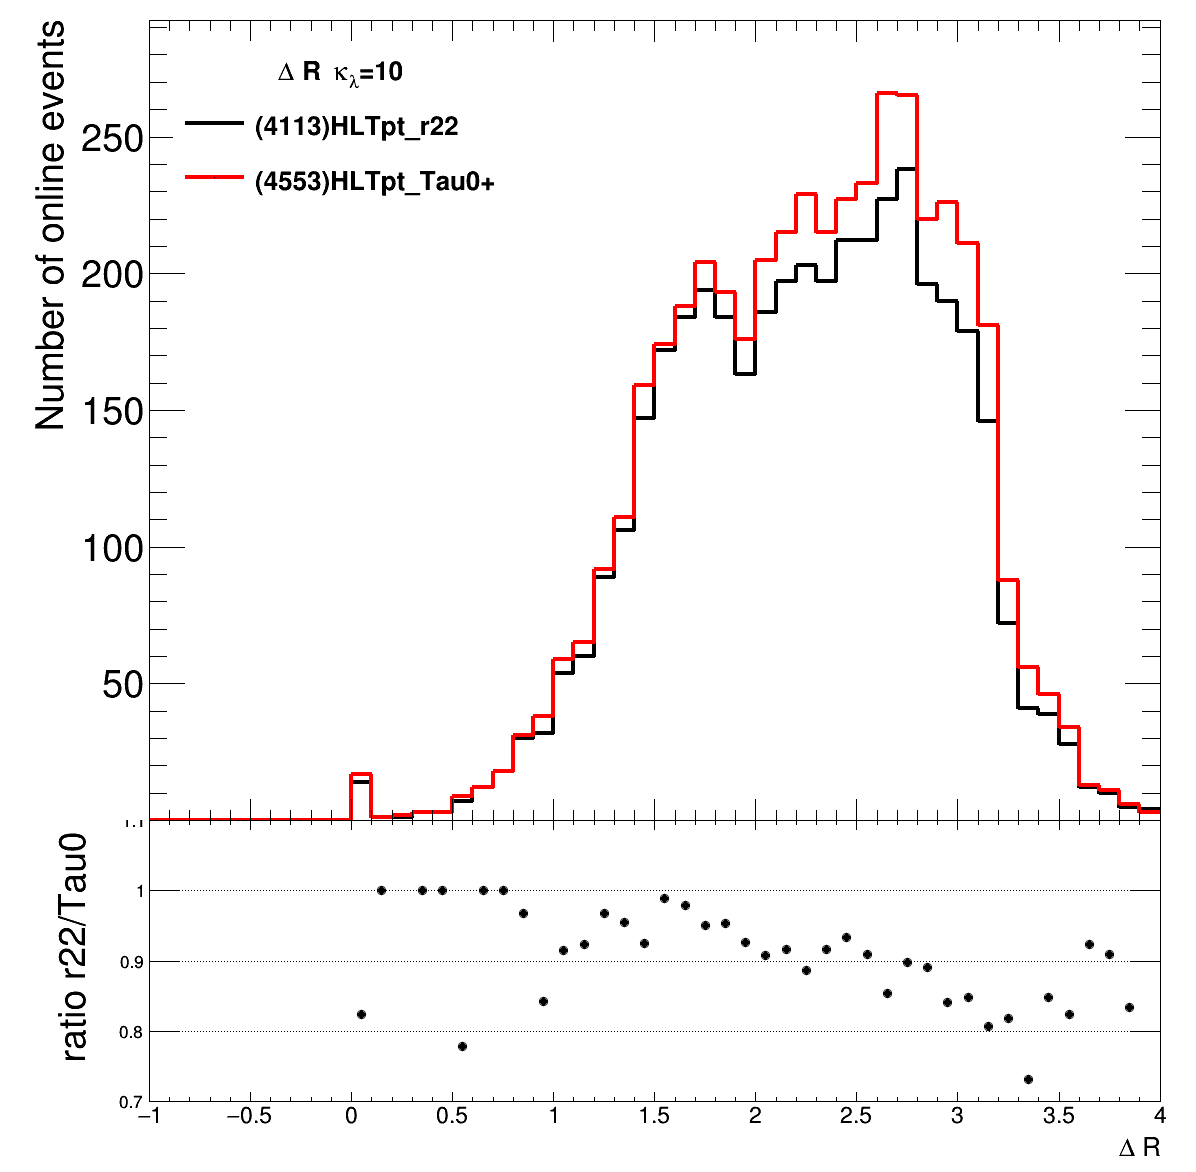 Number of online events
Δ R κλ=10
(4113)HLTpt_r22
(4553)HLTpt_Tau0+
250
200
150
100
50
ratio r22/Tau0
1
0.9
0.8
0.7
−1 −0.5 0 0.5 1 1.5 2 2.5 3 3.5 4
Δ R